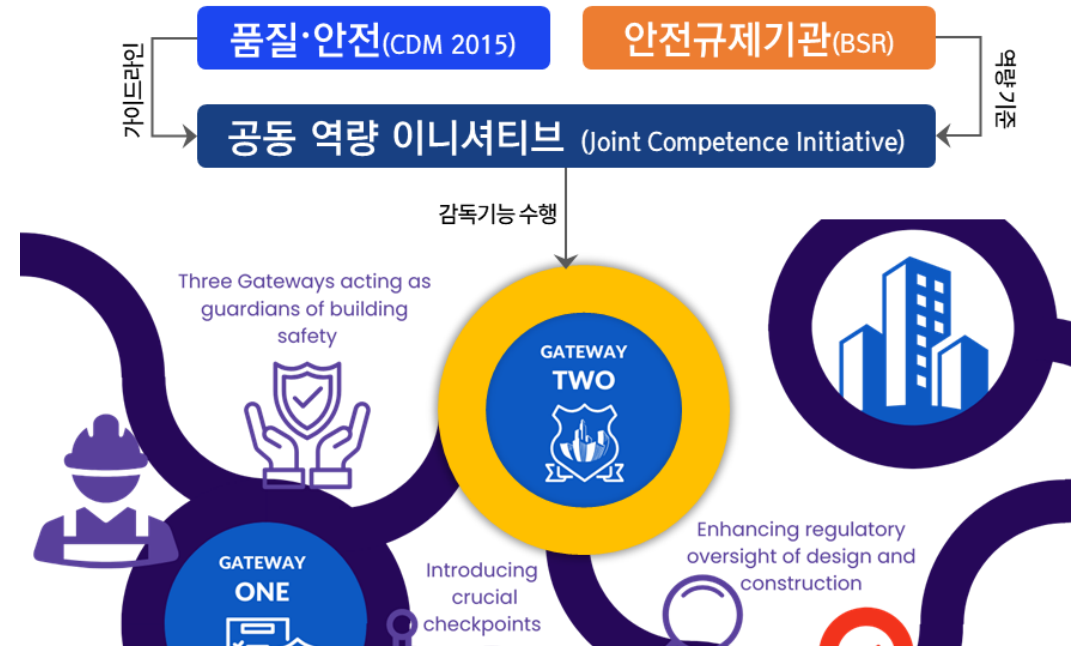 품질·안전(CDM 2015)
안전규제기관(BSR)
가이드라인
역량기준
공동 역량 이니셔티브 (Joint Competence Initiative)
감독기능 수행
Three Gateways acting as
guardians of building
safety
GATEWAY
TWO
GATEWAY
ONE
Introducing
crucial
checkpoints
Enhancing regulatory
oversight of design and
construction